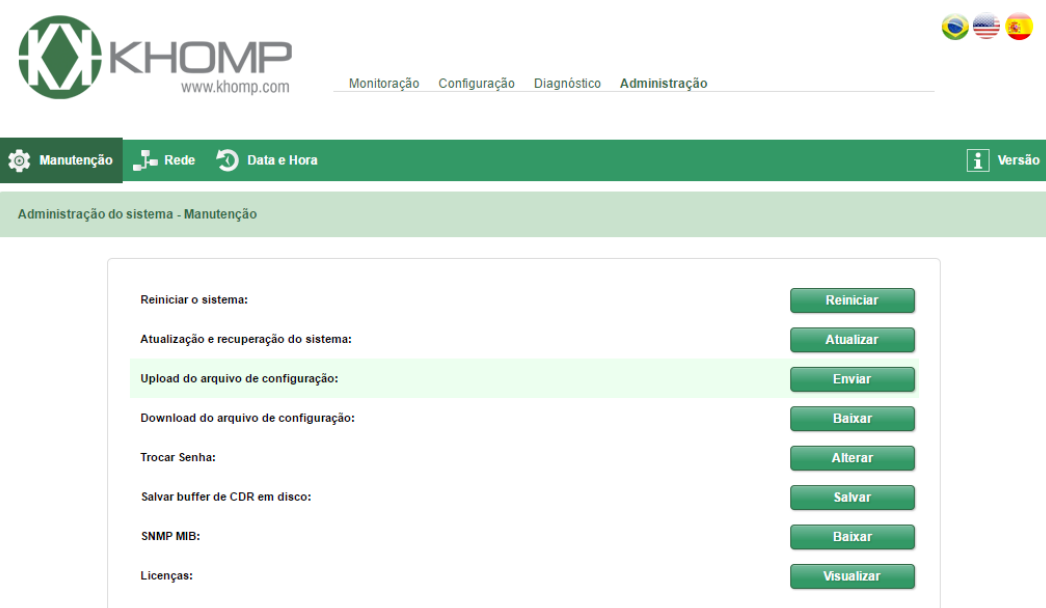 KHOMP
www.khomp.com
Monitoração Configuração Diagnóstico Administração
Manutenção Rede Data e Hora Versão
Administração do sistema - Manutenção
Reiniciar o sistema: Reiniciar
Atualização e recuperação do sistema: Atualizar
Upload do arquivo de configuração: Enviar
Download do arquivo de configuração: Baixar
Trocar Senha: Alterar
Salvar buffer de CDR em disco: Salvar
SNMP MIB: Baixar
Licenças: Visualizar